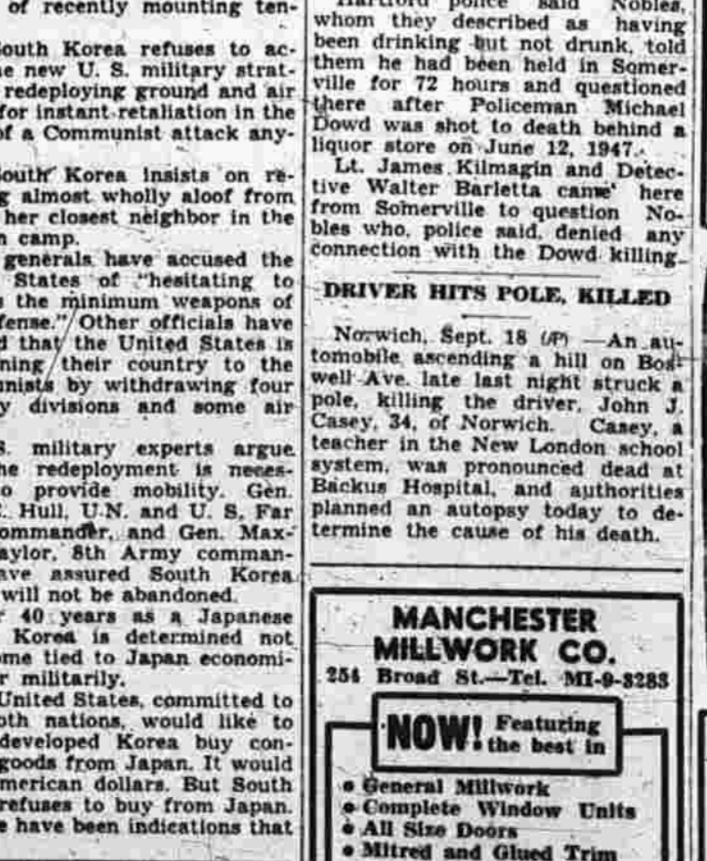 of recently mounting ten-
South Korea refuses to ac-
new U. S. military strat-
redeploying ground and air
for instant retaliation in the
of a Communist attack any-
South Korea insists on re-
almost wholly aloof from
her closest neighbor in the
camp.
generals have accused the
States of "hesitating to
the minimum weapons of
Other officials have
that the United States is
their country to the
by withdrawing four
divisions and some air
military experts argue
redeployment is neces-
provide mobility. Gen.
Hull, U.N. and U. S. Far
and Gen. Max-
8th Army comman-
assured South Korea
will not be abandoned.
40 years as a Japanese
Korea is determined not
tied to Japan economi-
militarily.
United States, committed to
nations, would like to
developed Korea buy con-
goods from Japan. It would
dollars. But South
refuses to buy from Japan.
have been indications that
Hartford police said Nobles,
whom they described as having
been drinking but not drunk, told
them he had been held in Somer-
ville for 72 hours and questioned
there after Policeman Michael
Dowd was shot to death behind a
liquor store on June 12, 1947.
Lt. James Kilmagin and Detec-
tive Walter Barletta came here
from Somerville to question No-
bles who, police said, denied any
connection with the Dowd killing.
DRIVER HITS POLE, KILLED
Norwich, Sept. 18 (AP) —An au-
tomobile ascending a hill on Bos-
well Ave. late last night struck a
pole, killing the driver, John J.
Casey, 34, of Norwich. Casey, a
teacher in the New London school
system, was pronounced dead at
Backus Hospital, and authorities
planned an autopsy today to de-
termine the cause of his death.
MANCHESTER
MILLWORK CO.
254 Broad St.—Tel. MI-9-3283
NOW! Featuring
the best in
• General Millwork
• Complete Window Units
• All Size Doors
• Mitred and Glued Trim